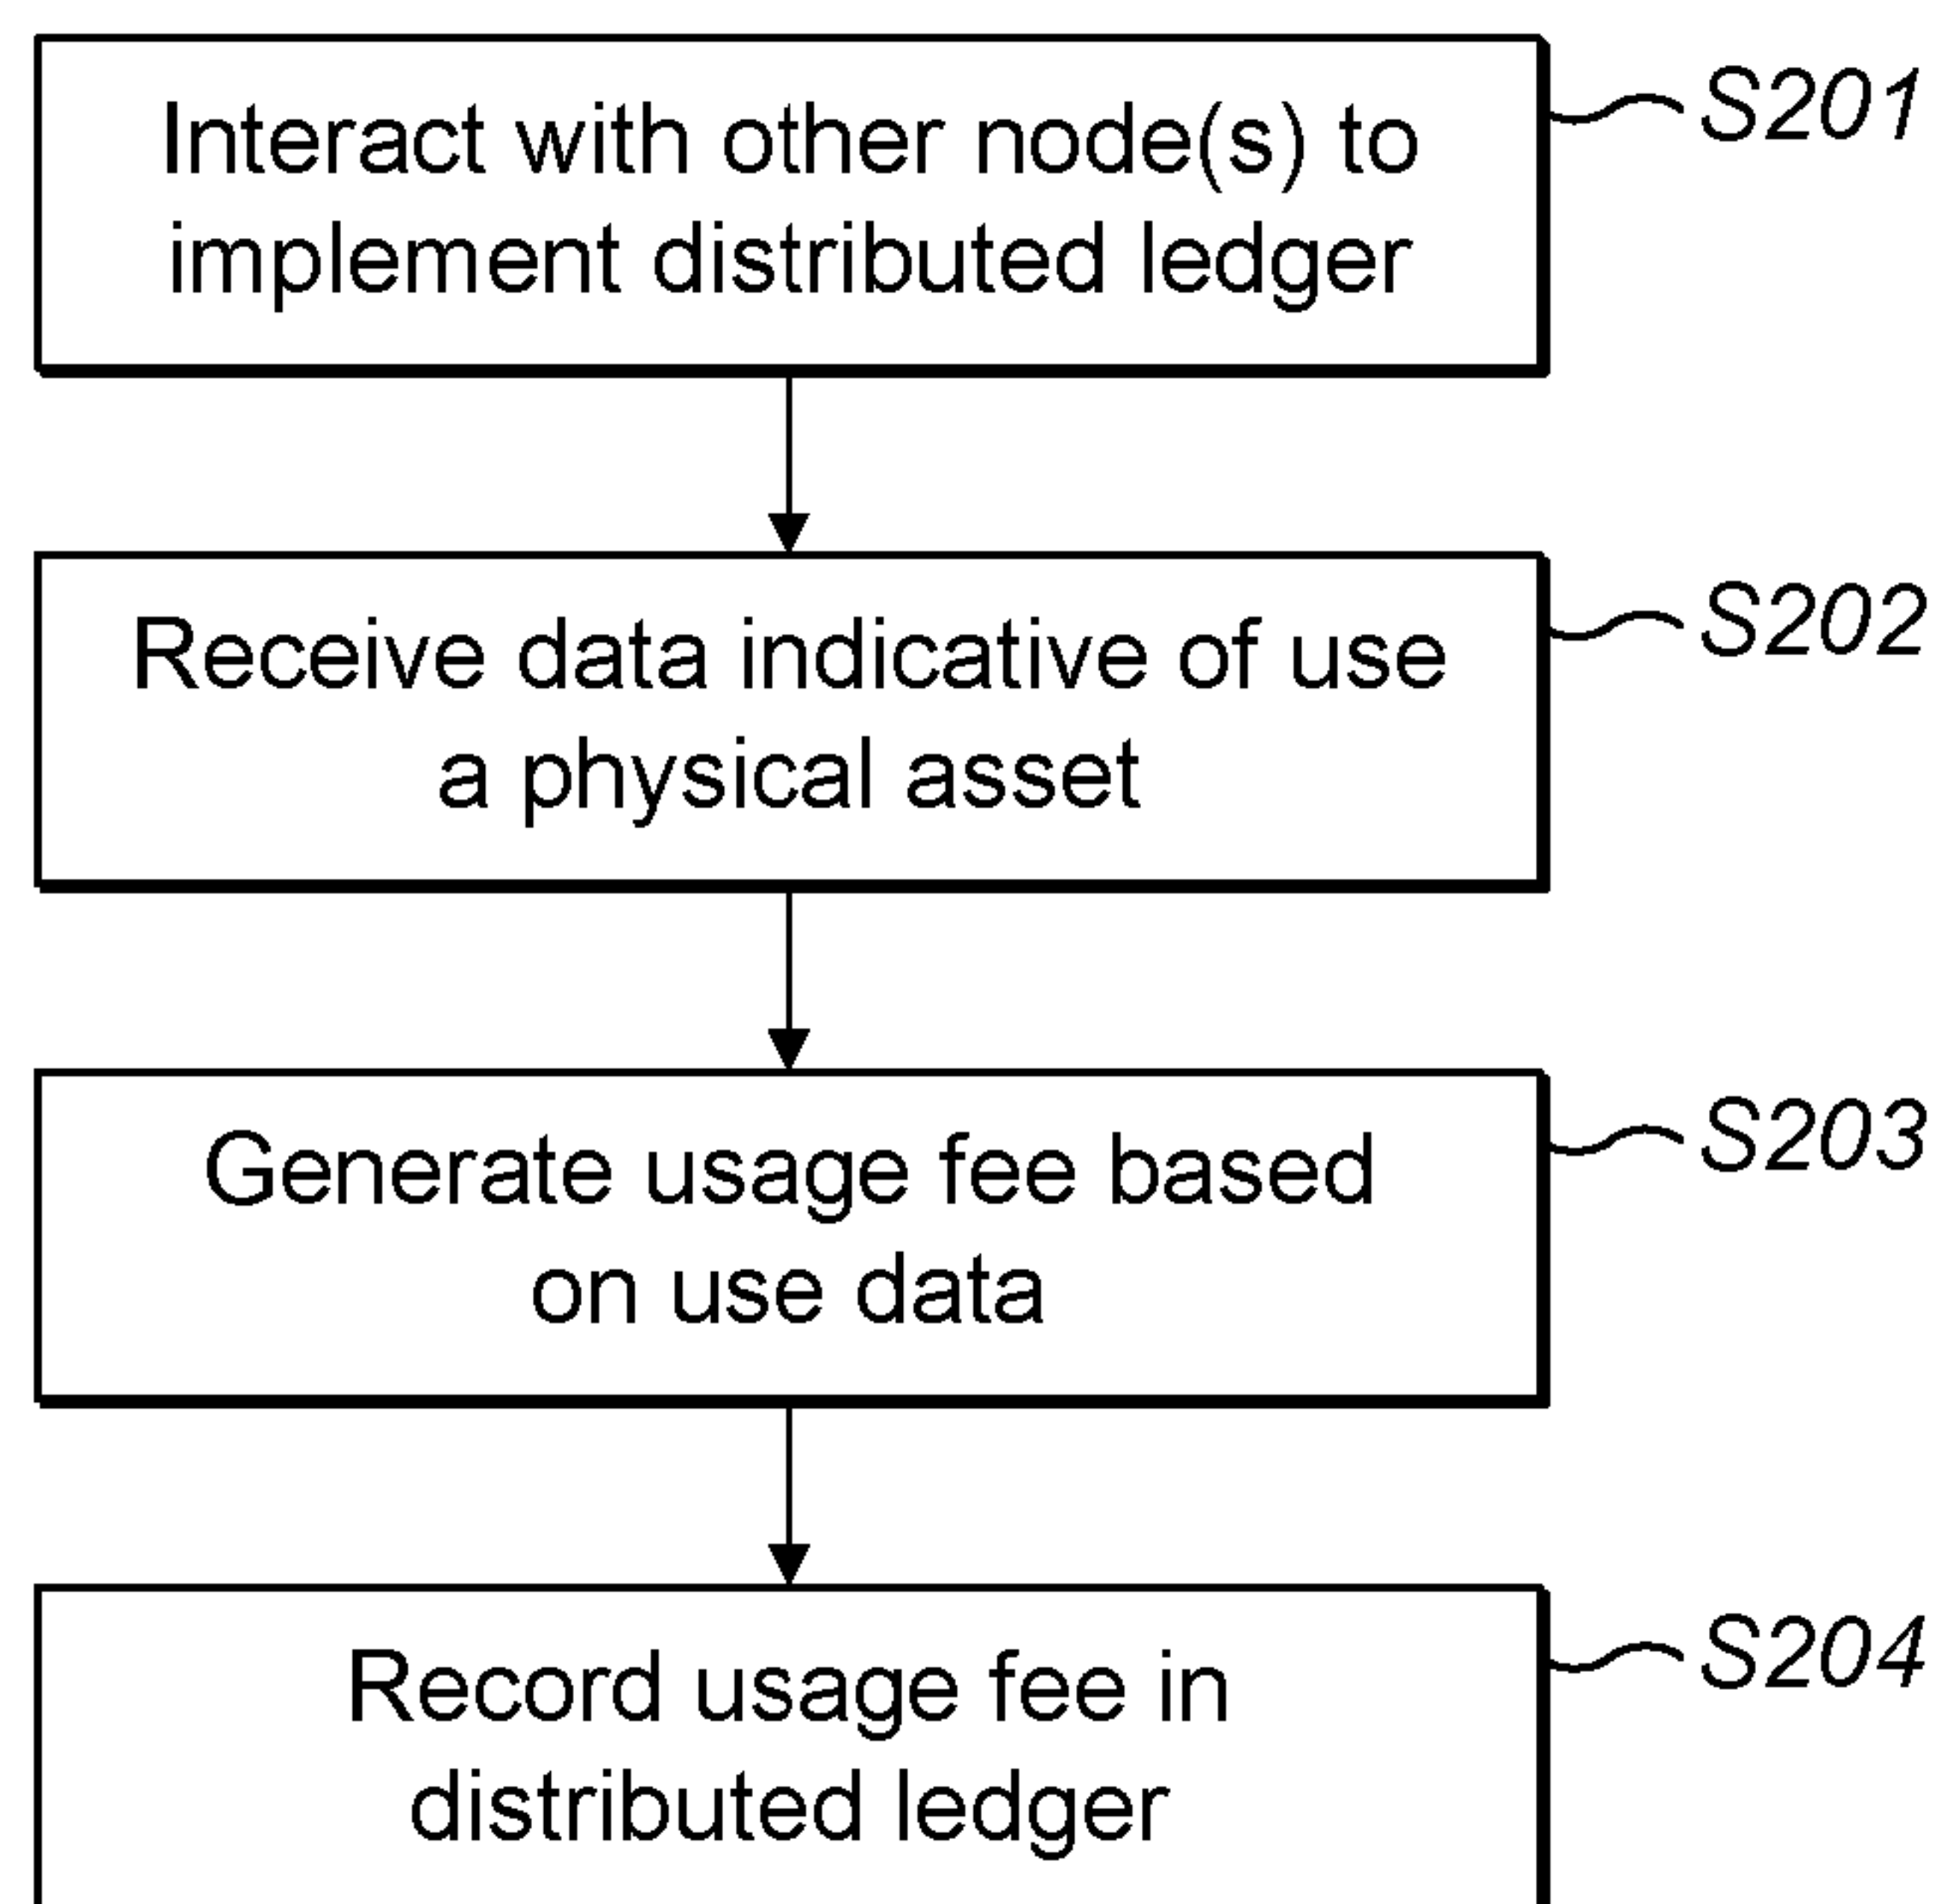 Interact with other node(s) to
implement distributed ledger
S201
Receive data indicative of use
a physical asset
S202
Generate usage fee based
on use data
S203
Record usage fee in
distributed ledger
S204